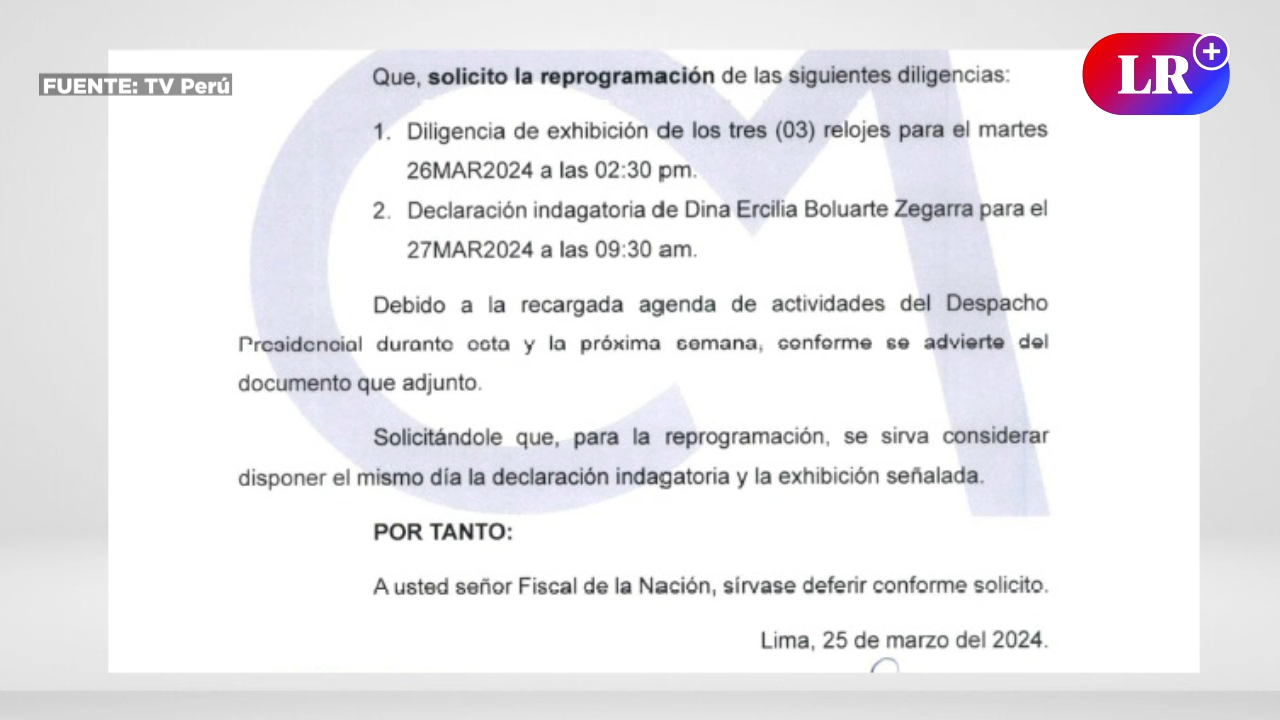 FUENTE: TV Perú
LR+
Que, solicito la reprogramación de las siguientes diligencias:
1. Diligencia de exhibición de los tres (03) relojes para el martes
26MAR2024 a las 02:30 pm.
2. Declaración indagatoria de Dina Ercilia Boluarte Zegarra para el
27MAR2024 a las 09:30 am.
Debido a la recargada agenda de actividades del Despacho
Presidencial durante esta y la próxima semana, conforme se advierte del
documento que adjunto.
Solicitándole que, para la reprogramación, se sirva considerar
disponer el mismo día la declaración indagatoria y la exhibición señalada.
POR TANTO:
A usted señor Fiscal de la Nación, sírvase deferir conforme solicito.
Lima, 25 de marzo del 2024.